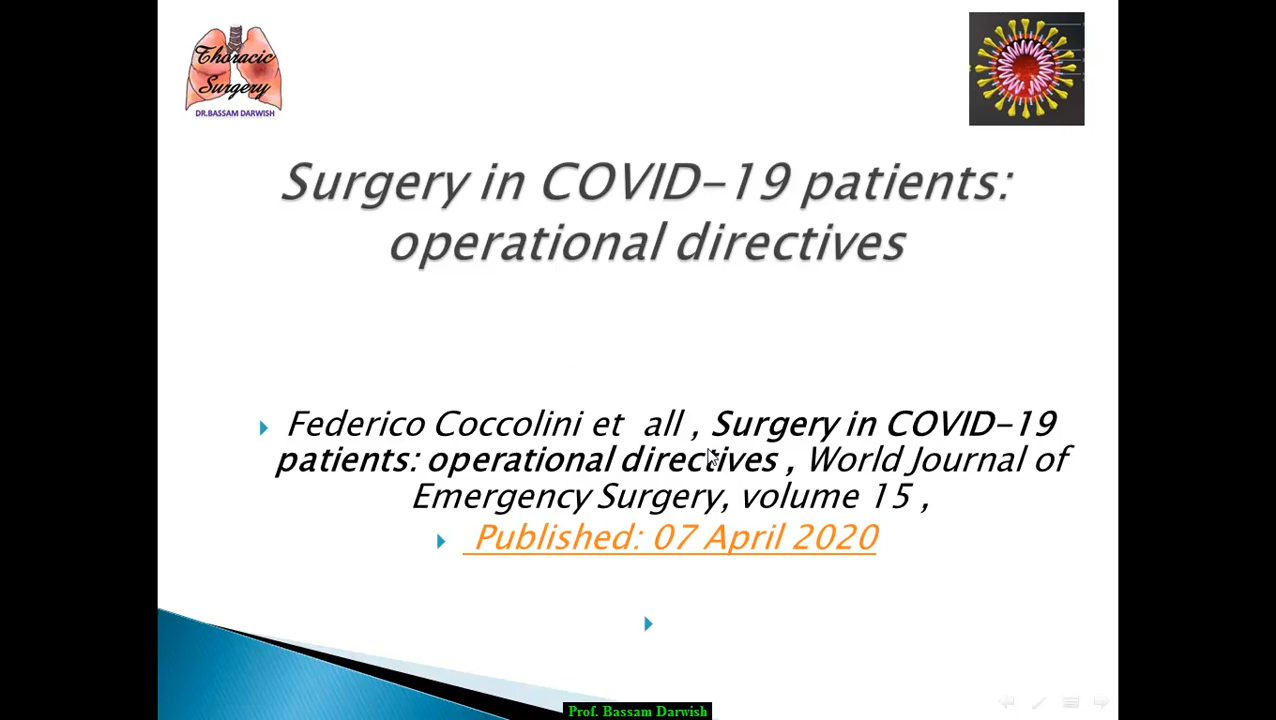 Thoracic
Surgery
DR.BASSAM DARWISH
Surgery in COVID-19 patients:
operational directives
Federico Coccolini et all , Surgery in COVID-19
patients: operational directives , World Journal of
Emergency Surgery, volume 15 ,
Published: 07 April 2020
Prof. Bassam Darwish